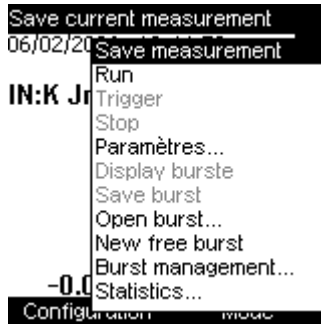 Save current measurement
06/02/20
Save measurement
Run
IN:K
Trigger
Stop
Paramètres...
Display burste
Save burst
Open burst...
New free burst
Burst management...
-0.0
Statistics...
Configuration
Mode